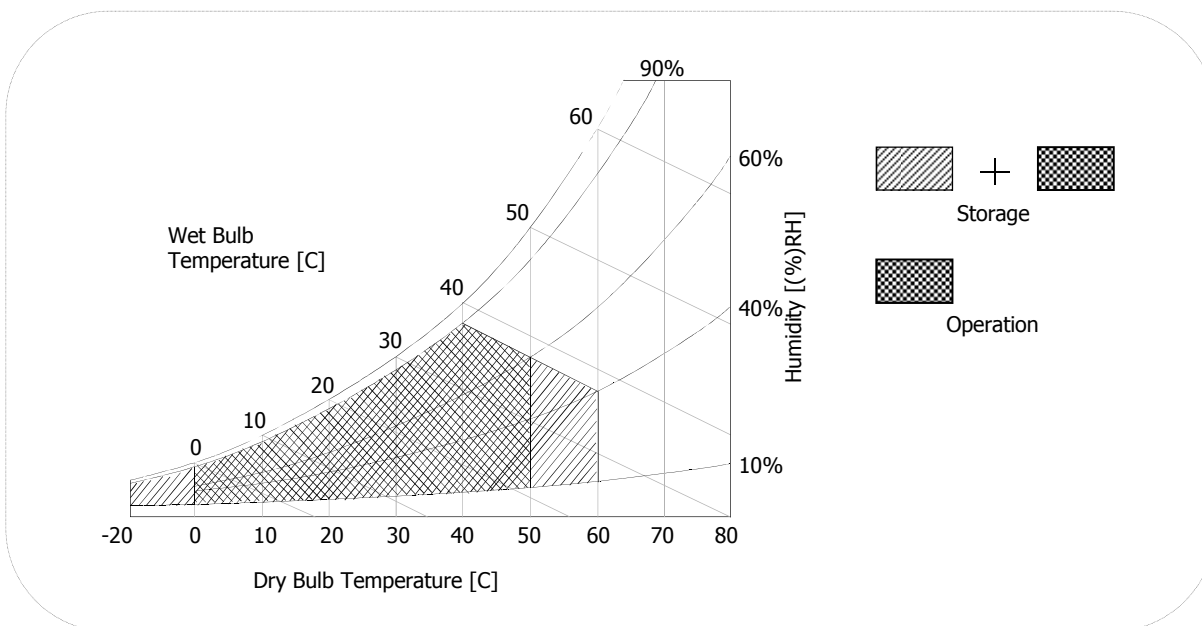 90%
60
60%
50
Wet Bulb
Temperature [C]
40
40%
30
20
10
0
10%
Humidity [(%)RH]
-20 0 10 20 30 40 50 60 70 80
Dry Bulb Temperature [C]
+
Storage
Operation